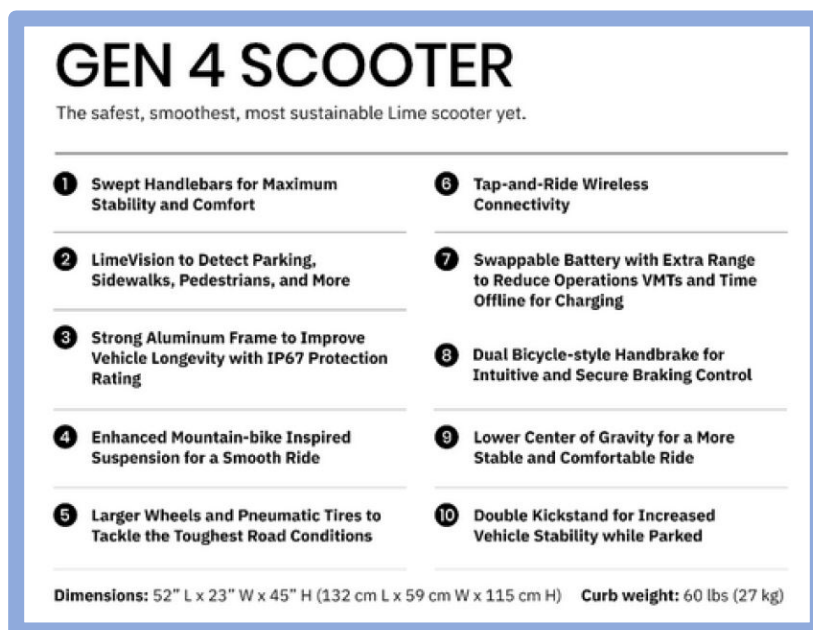 GEN 4 SCOOTER
The safest, smoothest, most sustainable Lime scooter yet.
1 Swept Handlebars for Maximum
Stability and Comfort
2 LimeVision to Detect Parking,
Sidewalks, Pedestrians, and More
3 Strong Aluminum Frame to Improve
Vehicle Longevity with IP67 Protection
Rating
4 Enhanced Mountain-bike Inspired
Suspension for a Smooth Ride
5 Larger Wheels and Pneumatic Tires to
Tackle the Toughest Road Conditions
6 Tap-and-Ride Wireless
Connectivity
7 Swappable Battery with Extra Range
to Reduce Operations VMTs and Time
Offline for Charging
8 Dual Bicycle-style Handbrake for
Intuitive and Secure Braking Control
9 Lower Center of Gravity for a More
Stable and Comfortable Ride
10 Double Kickstand for Increased
Vehicle Stability while Parked
Dimensions: 52” L x 23” W x 45” H (132 cm L x 59 cm W x 115 cm H) Curb weight: 60 lbs (27 kg)